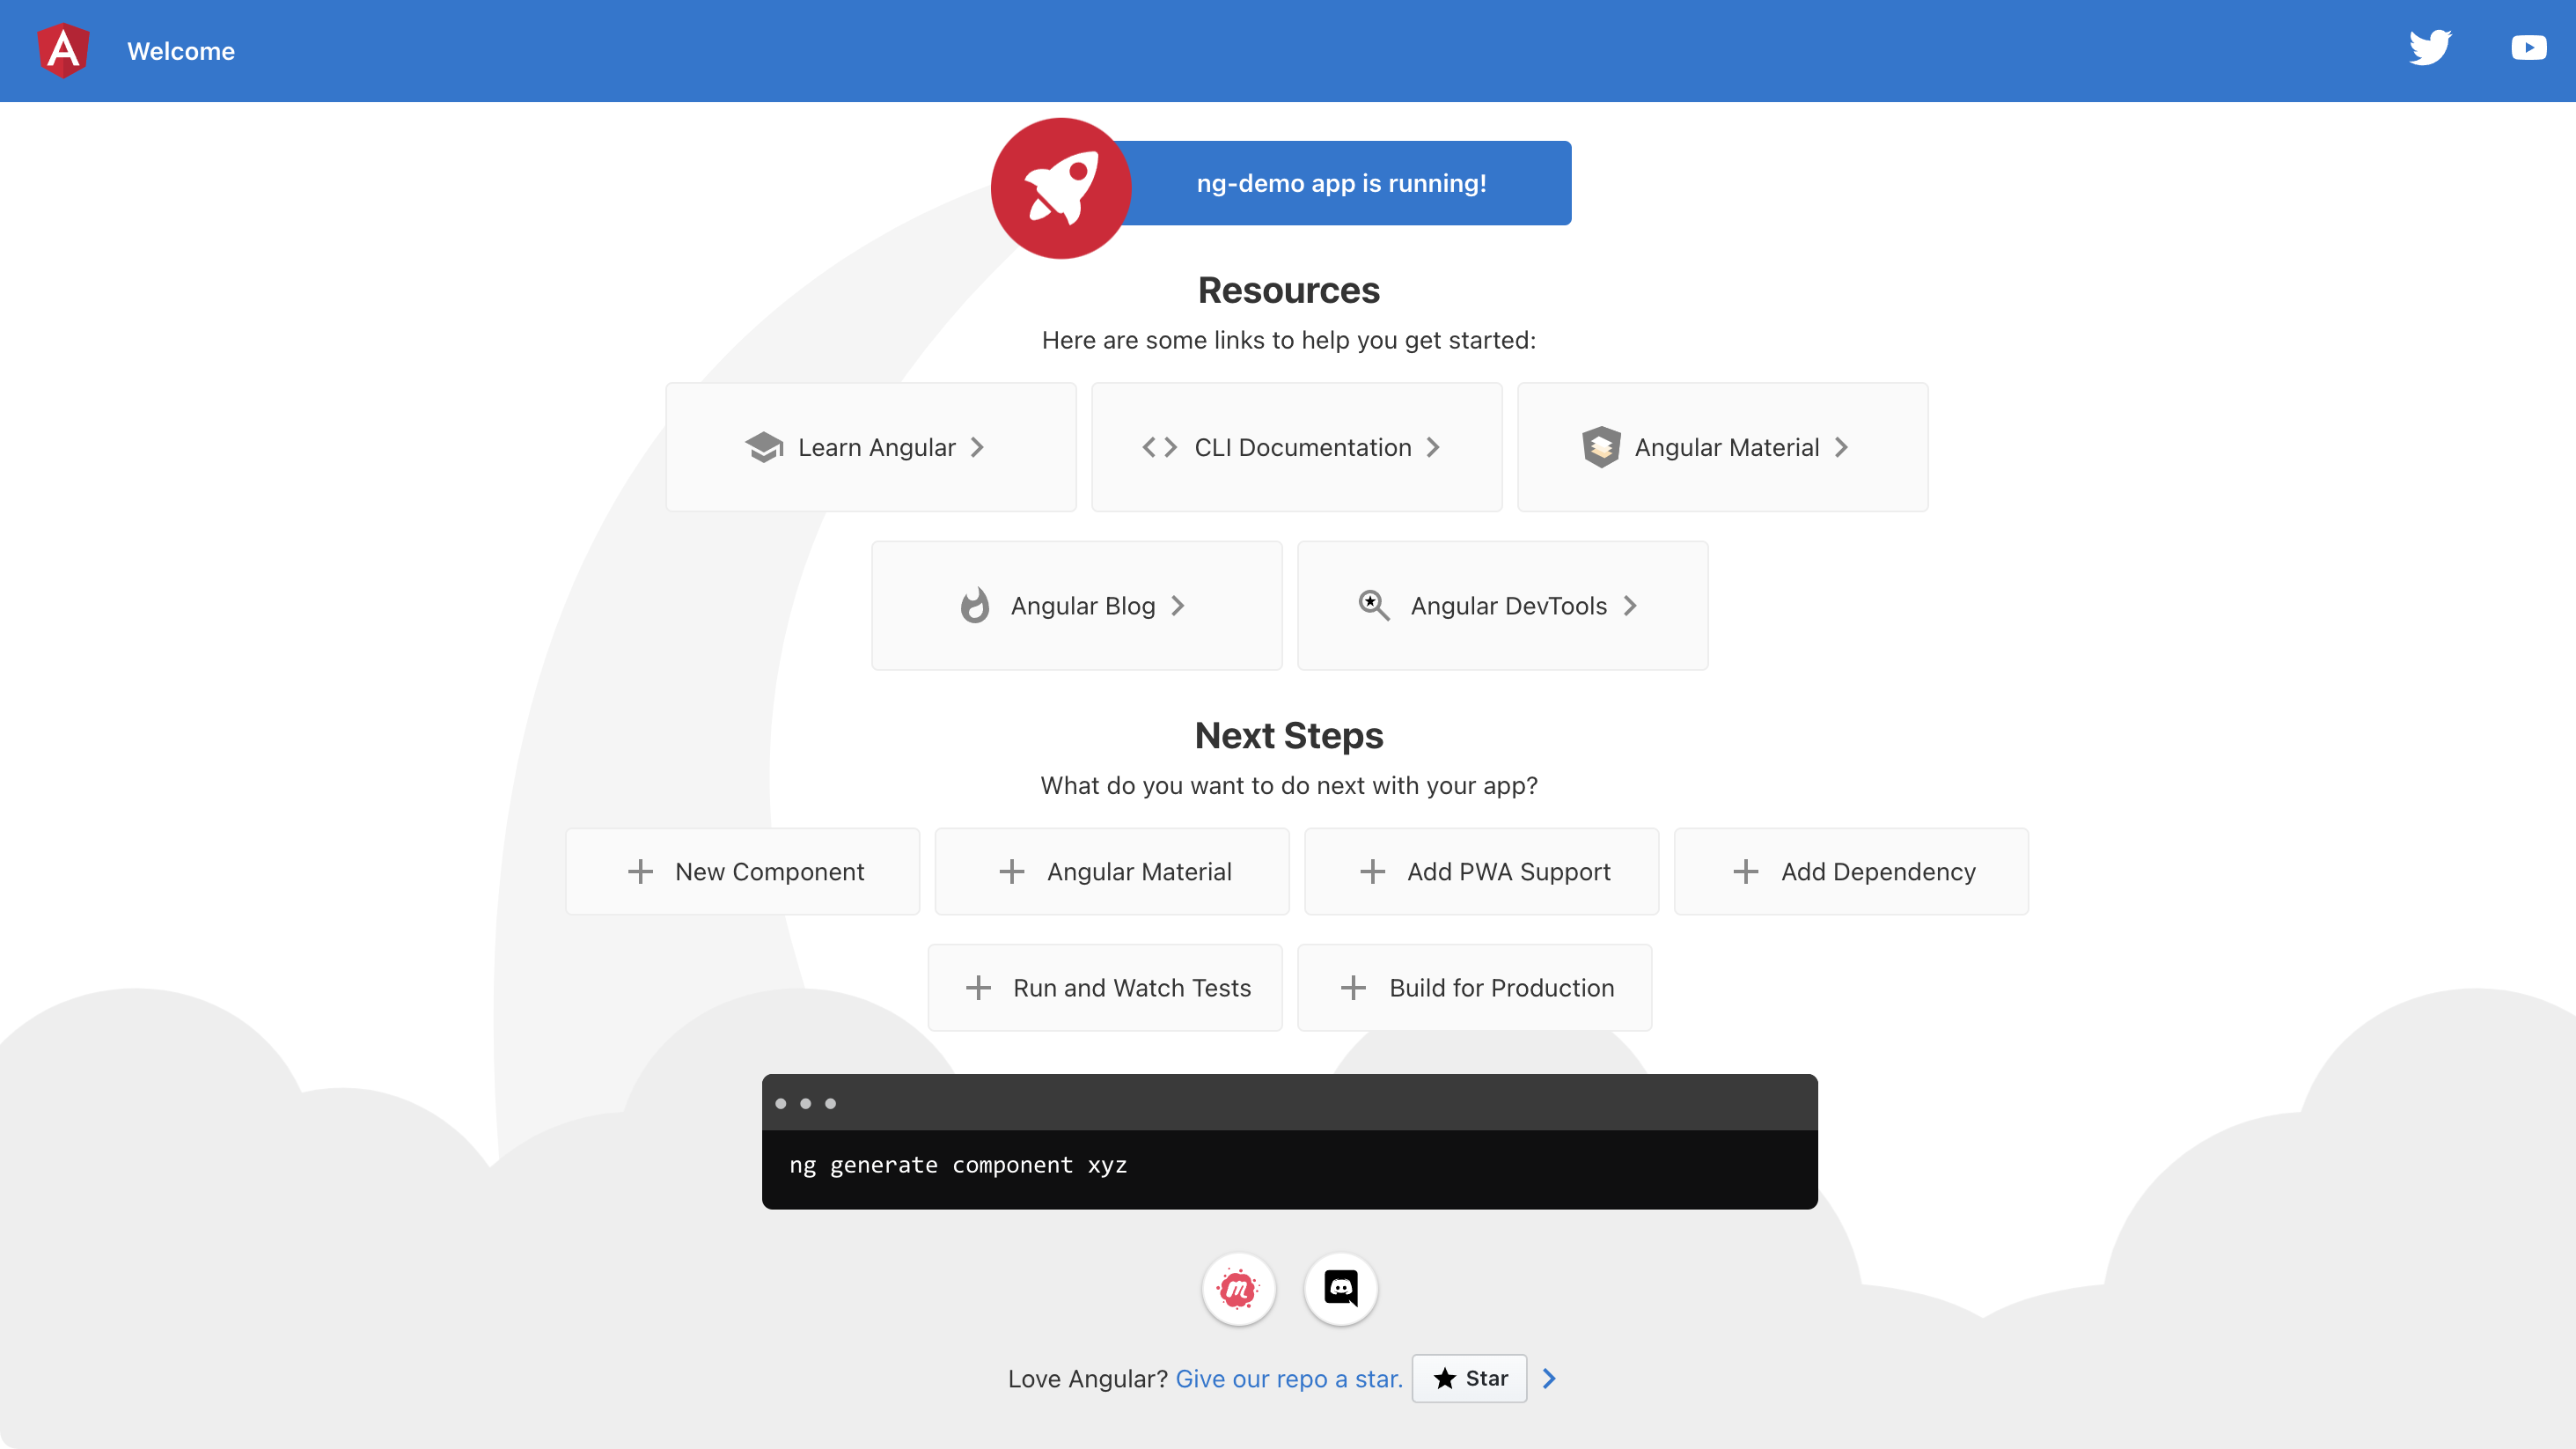 Welcome
ng-demo app is running!
Resources
Here are some links to help you get started:
Learn Angular
CLI Documentation
Angular Material
Angular Blog
Angular DevTools
Next Steps
What do you want to do next with your app?
New Component
Angular Material
Add PWA Support
Add Dependency
Run and Watch Tests
Build for Production
ng generate component xyz
Love Angular? Give our repo a star. Star